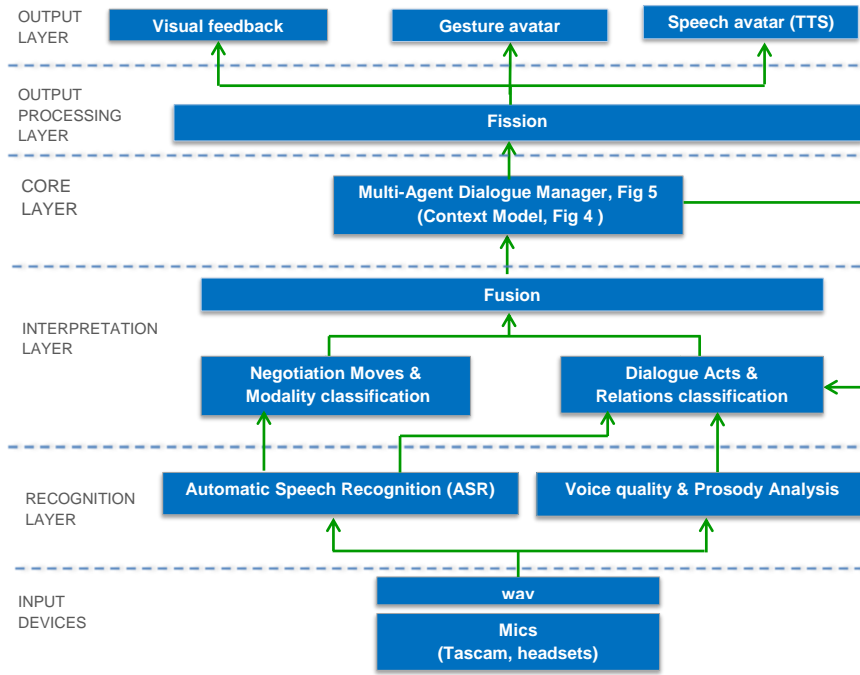 OUTPUT
LAYER
Visual feedback
Gesture avatar
Speech avatar (TTS)
OUTPUT
PROCESSING
LAYER
Fission
CORE
LAYER
Multi-Agent Dialogue Manager, Fig 5
(Context Model, Fig 4 )
Fusion
INTERPRETATION
LAYER
Negotiation Moves &
Modality classification
Dialogue Acts &
Relations classification
RECOGNITION
LAYER
Automatic Speech Recognition (ASR)
Voice quality & Prosody Analysis
INPUT
DEVICES
wav
Mics
(Tascam, headsets)